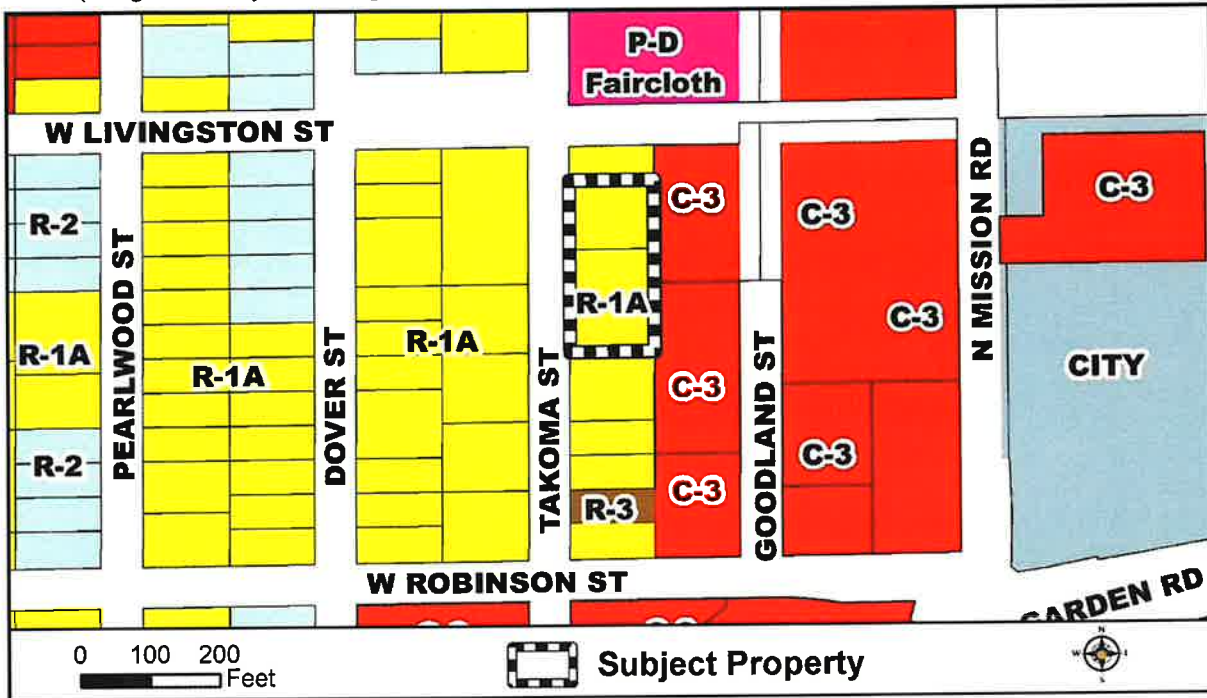 P-D
Faircloth
W LIVINGSTON ST
R-2
R-1A
R-2
PEARLWOOD ST
R-1A
DOVER ST
R-1A
TAKOMA ST
R-1A
R-3
C-3
C-3
C-3
GOODLAND ST
C-3
C-3
C-3
N MISSION RD
C-3
CITY
W ROBINSON ST
GARDEN RD
0 100 200
Feet
Subject Property
N
W
S